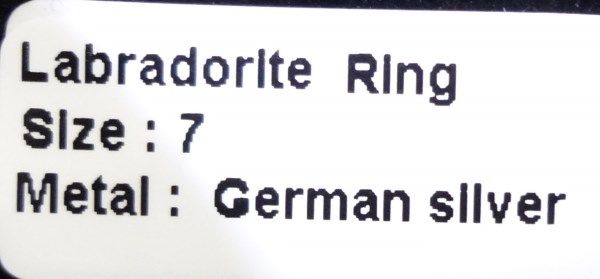 Labradorite Ring
Size : 7
Metal : German silver